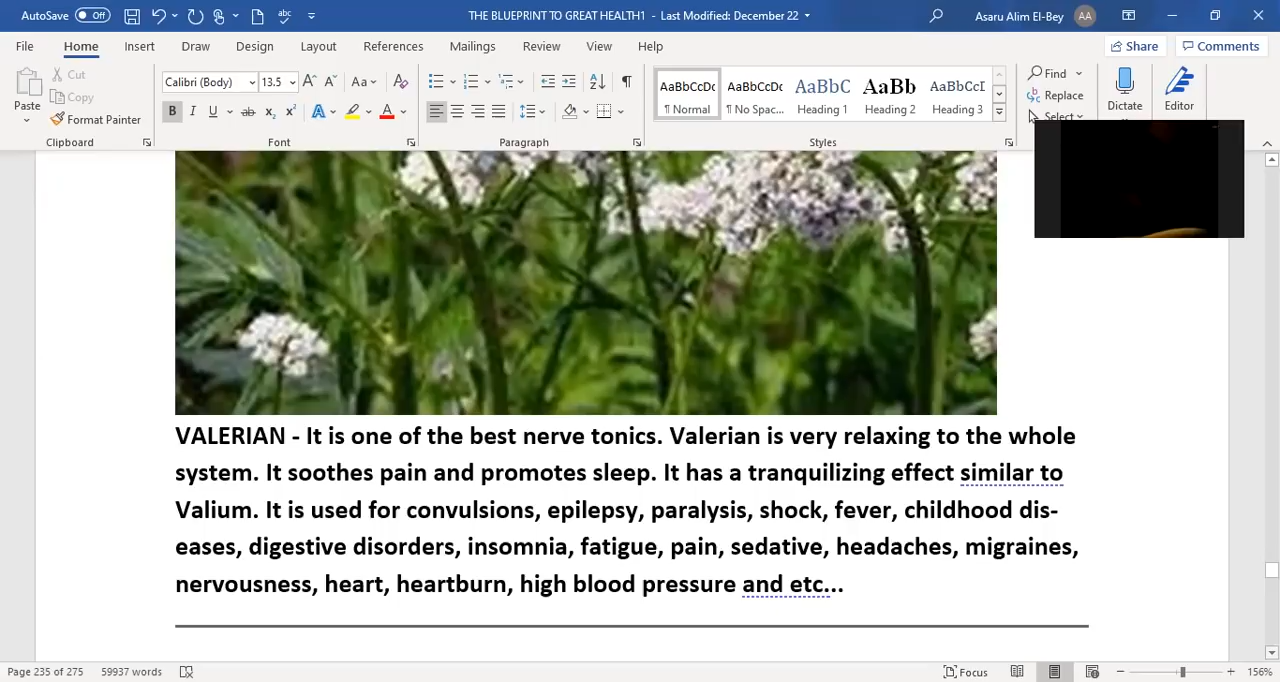 AutoSave Off THE BLUEPRINT TO GREAT HEALTH1 - Last Modified: December 22 Asaru Alim El-Bey AA
File Home Insert Draw Design Layout References Mailings Review View Help Share Comments
Paste Cut Copy Format Painter
Calibri (Body) 13.5
AaBbCcDc AaBbCcDc AaBbC AaBb AaBbCcI
¶ Normal ¶ No Spac... Heading 1 Heading 2 Heading 3
Find Replace Select Dictate Editor
Clipboard Font Paragraph Styles
VALERIAN - It is one of the best nerve tonics. Valerian is very relaxing to the whole
system. It soothes pain and promotes sleep. It has a tranquilizing effect similar to
Valium. It is used for convulsions, epilepsy, paralysis, shock, fever, childhood dis-
eases, digestive disorders, insomnia, fatigue, pain, sedative, headaches, migraines,
nervousness, heart, heartburn, high blood pressure and etc...
Page 235 of 275 59937 words Focus 156%